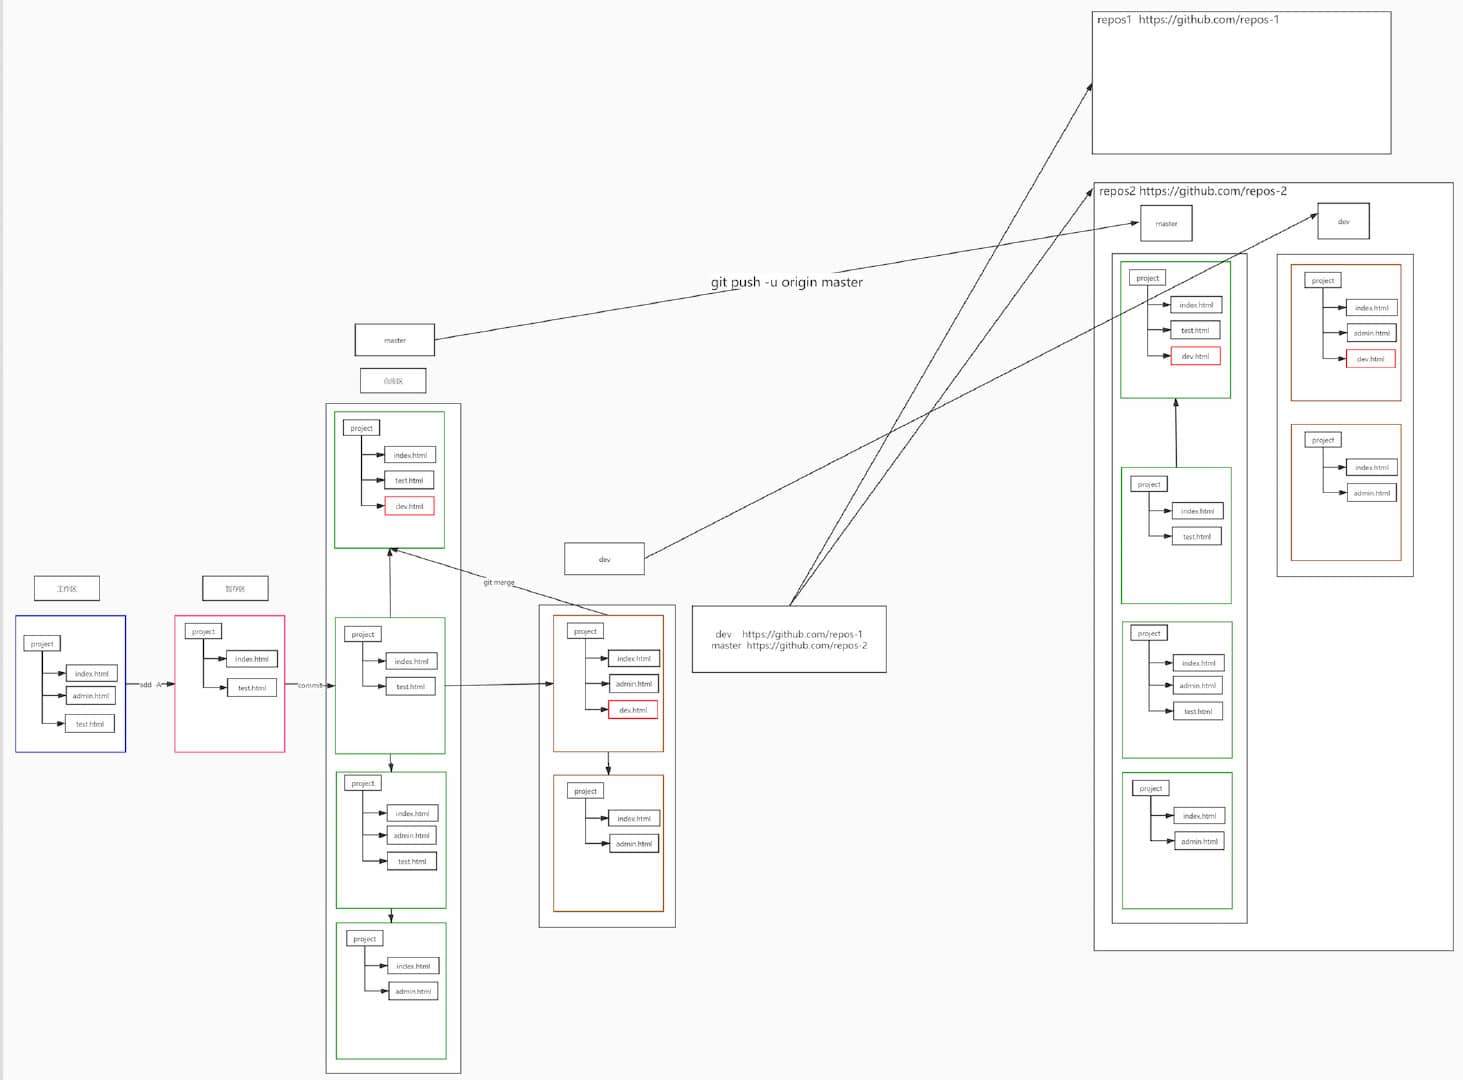 repos1 https://github.com/repos-1
repos2 https://github.com/repos-2
master
dev
project
index.html
test.html
dev.html
project
index.html
admin.html
dev.html
project
index.html
test.html
project
index.html
admin.html
project
index.html
admin.html
test.html
project
index.html
admin.html
git push -u origin master
master
project
index.html
test.html
dev.html
git merge
dev
工作区
暂存区
project
index.html
admin.html
test.html
add -A
project
index.html
test.html
commit
project
index.html
test.html
project
index.html
admin.html
test.html
project
index.html
admin.html
project
index.html
admin.html
dev.html
project
index.html
admin.html
dev https://github.com/repos-1
master https://github.com/repos-2